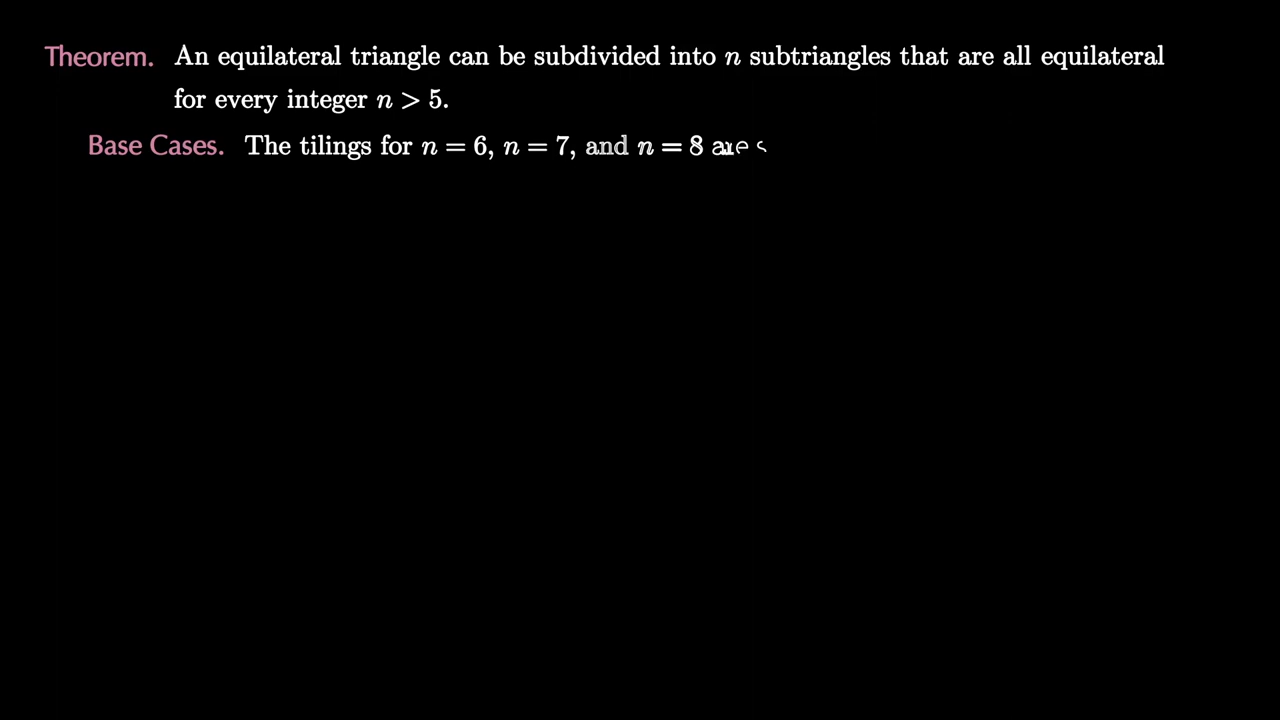 Theorem. An equilateral triangle can be subdivided into n subtriangles that are all equilateral
for every integer n > 5.
Base Cases. The tilings for n = 6, n = 7, and n = 8 are